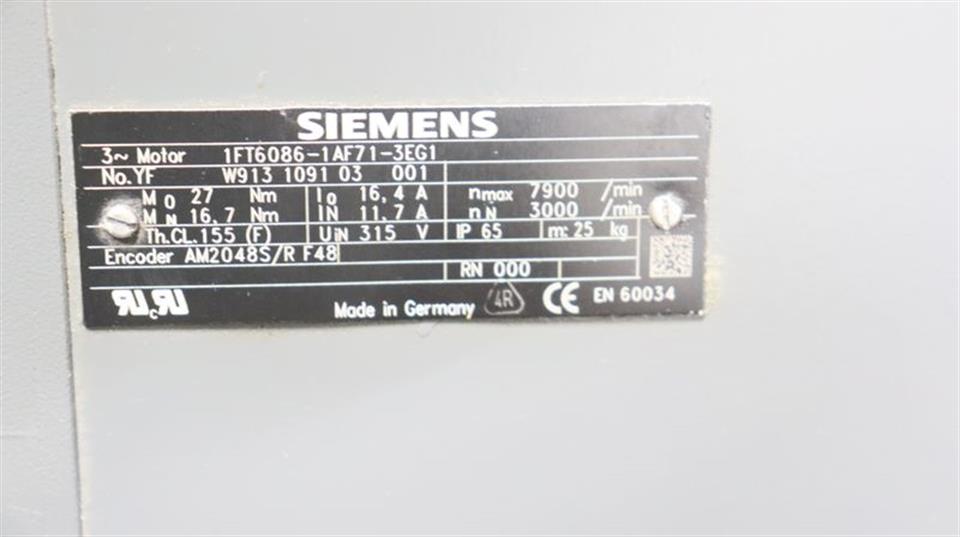 SIEMENS
3~ Motor 1FT6086-1AF71-3EG1
No. YF W913 1091 03 001
M0 27 Nm I0 16,4 A nmax 7900 /min
MN 16,7 Nm IN 11,7 A nN 3000 /min
Th.CL.155 (F) UiN 315 V IP 65 m: 25 kg
Encoder AM2048S/R F48
RN 000
RU c RU Made in Germany 4R CE EN 60034